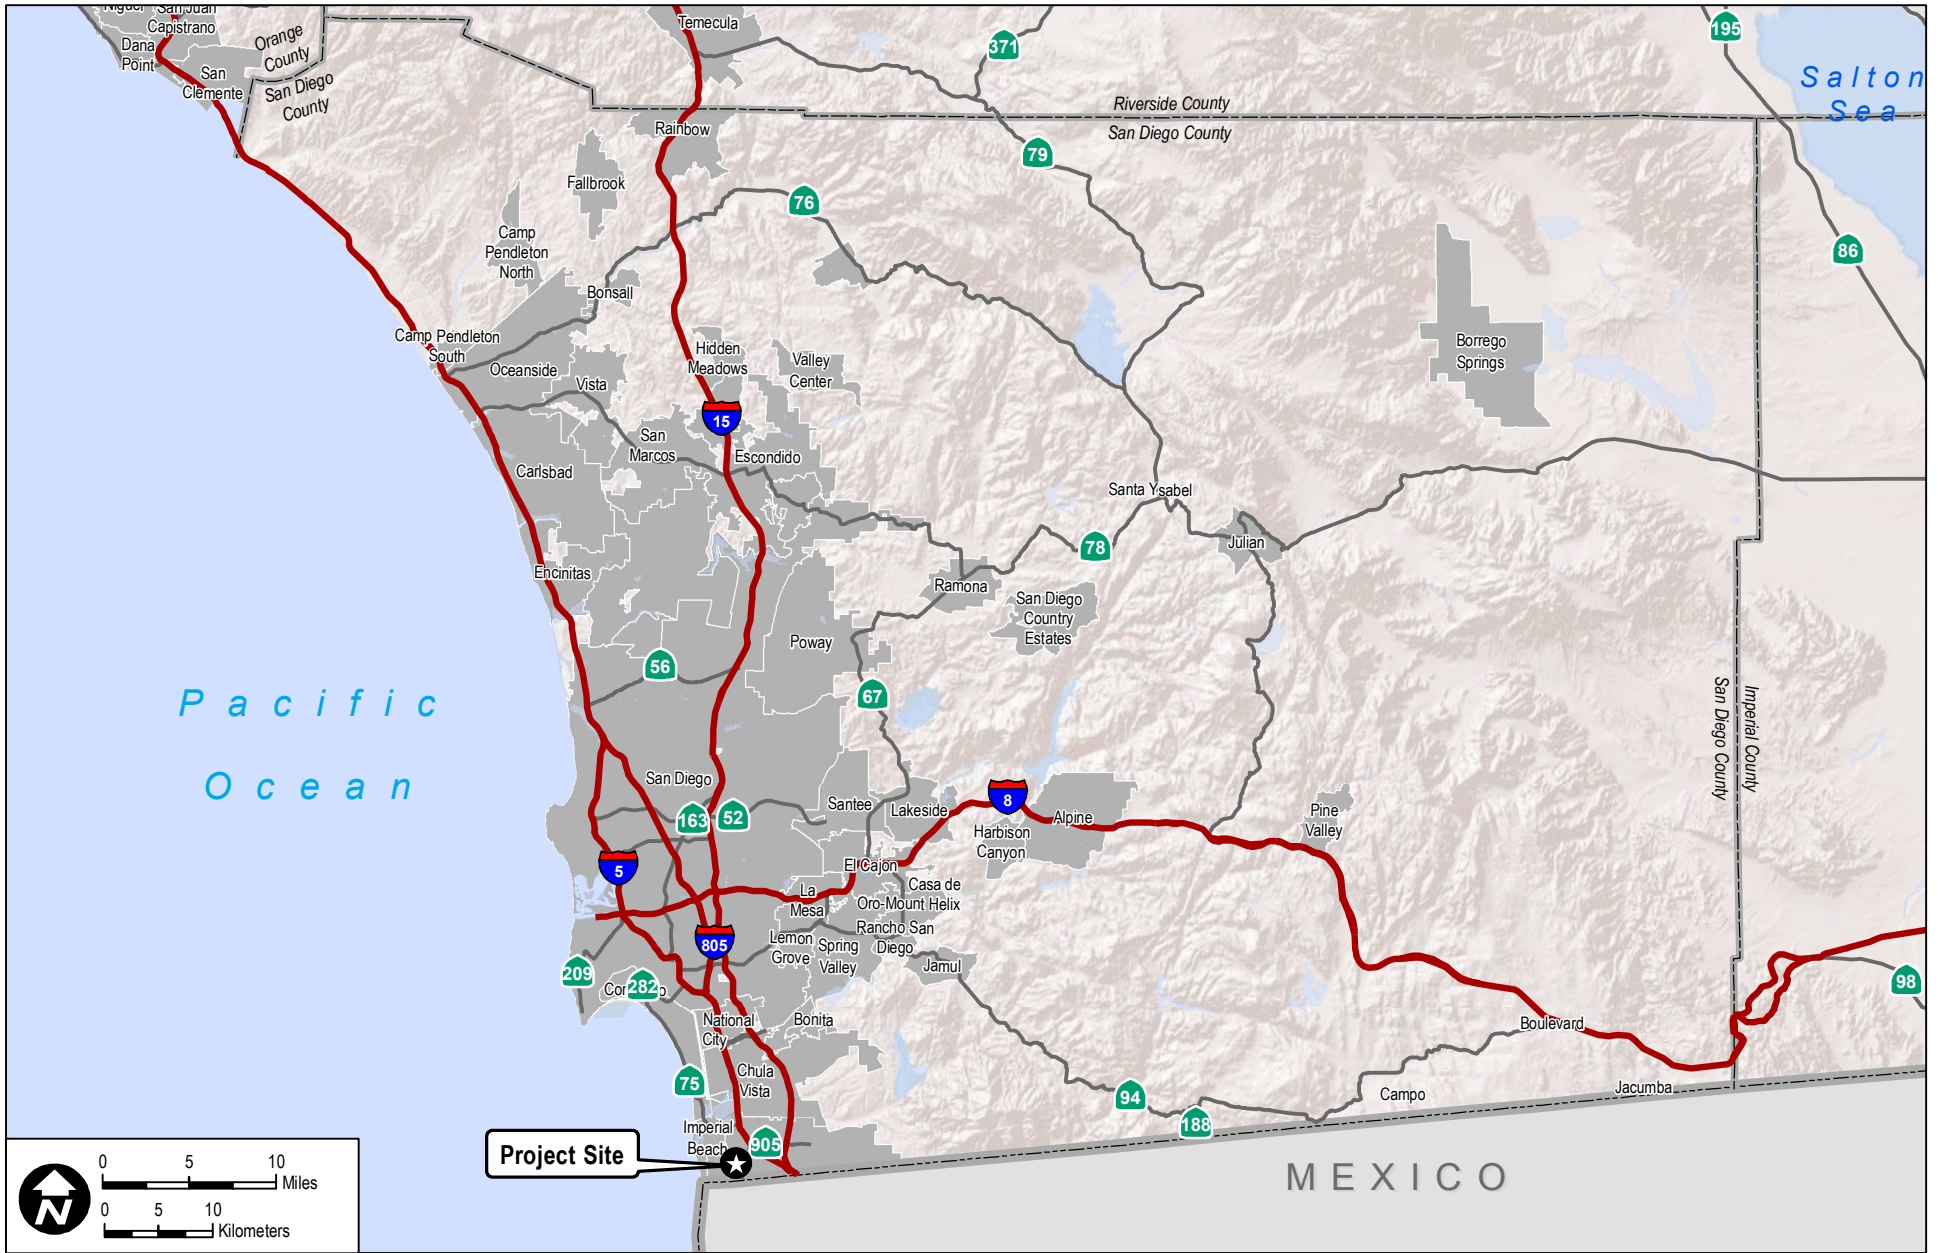 Niguel
San Juan
Capistrano
Dana
Point
San
Clemente
Orange
County
San Diego
County
Temecula
371
195
Salton
Sea
Riverside County
San Diego County
Rainbow
79
Fallbrook
76
Camp
Pendleton
North
86
Bonsall
Camp Pendleton
South
Oceanside
Vista
Hidden
Meadows
Valley
Center
Borrego
Springs
15
San
Marcos
Escondido
Carlsbad
Santa Ysabel
78
Julian
Encinitas
Ramona
San Diego
Country
Estates
Poway
56
67
Pacific
Ocean
San Diego County
Imperial County
San Diego
163
52
Santee
Lakeside
8
Alpine
Harbison
Canyon
Pine
Valley
5
El Cajon
La
Mesa
Casa de
Oro-Mount Helix
Rancho San
Diego
805
Lemon
Grove
Spring
Valley
Jamul
209
282
98
National
City
Bonita
Boulevard
75
Chula
Vista
94
188
Campo
Jacumba
Imperial
Beach
905
Project Site
MEXICO
N
0 5 10
Miles
0 5 10
Kilometers